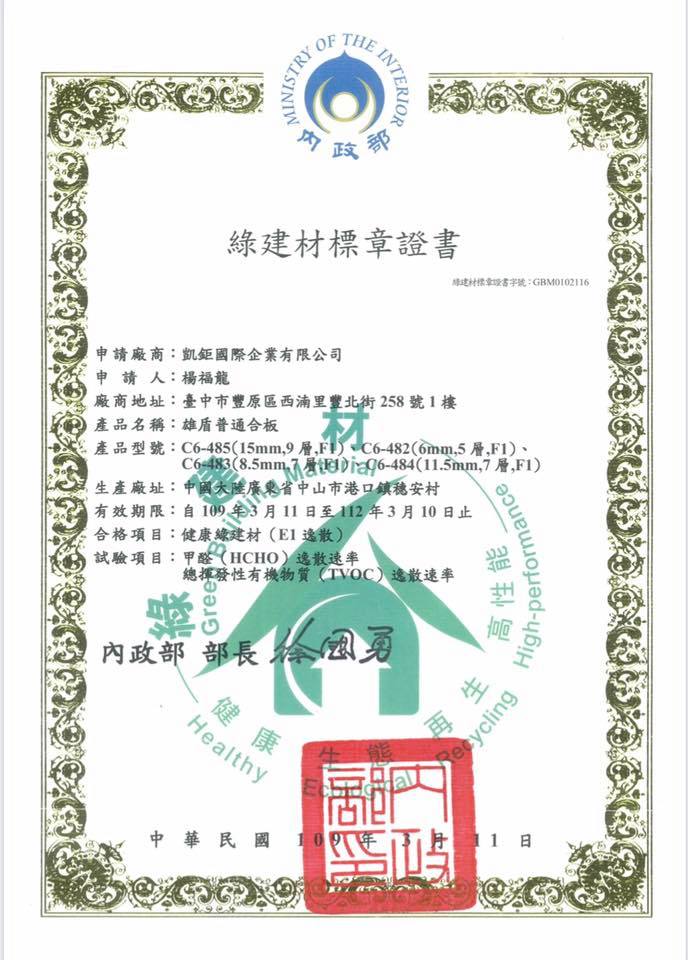 MINISTRY OF THE INTERIOR
內政部
綠建材標章證書
綠建材標章證書字號：GBM0102116
申請廠商：凱鉅國際企業有限公司
申請人：楊福龍
廠商地址：臺中市豐原區西湳里豐北街258號1樓
產品名稱：雄盾普通合板
產品型號：C6-485(15mm,9層,F1)、C6-482(6mm,5層,F1)、
C6-483(8.5mm,7層,F1)、C6-484(11.5mm,7層,F1)
生產廠址：中國大陸廣東省中山市港口鎮穗安村
有效期限：自109年3月11日至112年3月10日止
合格項目：健康綠建材（E1逸散）
試驗項目：甲醛（HCHO）逸散速率
總揮發性有機物質（TVOC）逸散速率
綠建材
Green Building Material
內政部 部長 徐國勇
健康
Healthy
生態
Ecological
再生
Recycling
高性能
High-performance
內政部印
中華民國109年3月11日